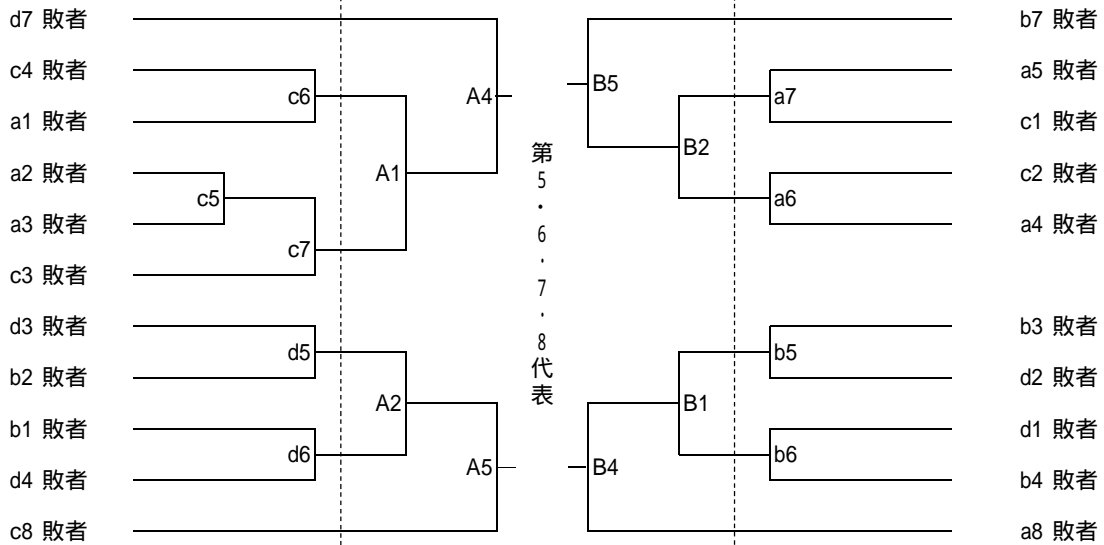 d7 敗者
c4 敗者
a1 敗者
a2 敗者
a3 敗者
c3 敗者
d3 敗者
b2 敗者
b1 敗者
d4 敗者
c8 敗者
c6
c5
c7
d5
d6
A1
A2
A4
A5
第5・6・7・8代表
B5
B4
B2
B1
a7
a6
b5
b6
b7 敗者
a5 敗者
c1 敗者
c2 敗者
a4 敗者
b3 敗者
d2 敗者
d1 敗者
b4 敗者
a8 敗者